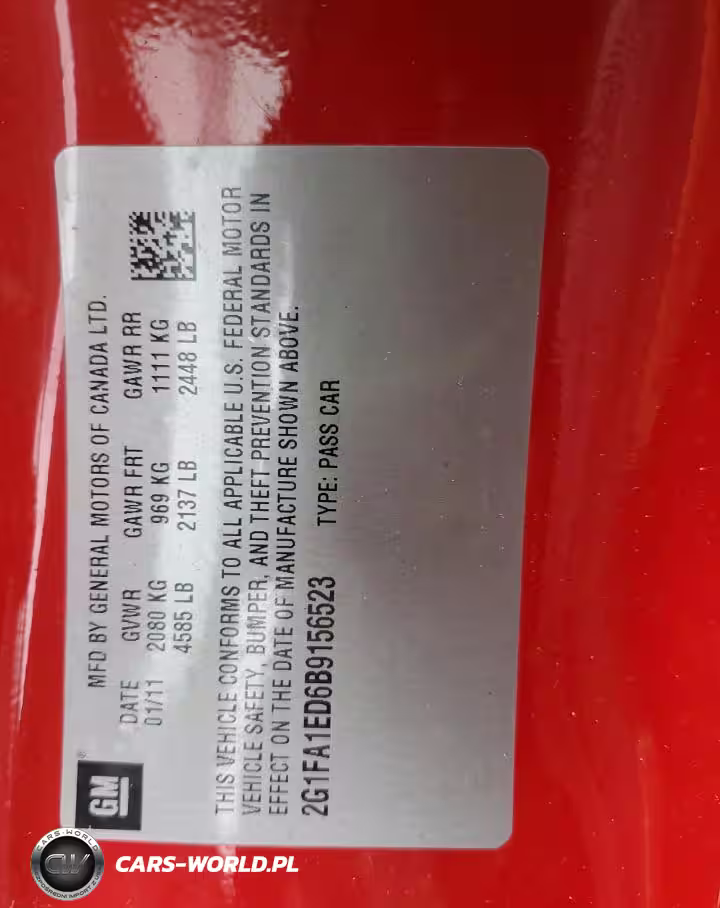 GM®
MFD BY GENERAL MOTORS OF CANADA LTD.
DATE GVWR GAWR FRT GAWR RR
01/11 2080 KG 969 KG 1111 KG
4585 LB 2137 LB 2448 LB
THIS VEHICLE CONFORMS TO ALL APPLICABLE U.S. FEDERAL MOTOR
VEHICLE SAFETY, BUMPER, AND THEFT PREVENTION STANDARDS IN
EFFECT ON THE DATE OF MANUFACTURE SHOWN ABOVE.
2G1FA1ED6B9156523 TYPE: PASS CAR
CARS-WORLD
CW
CARS-WORLD.PL